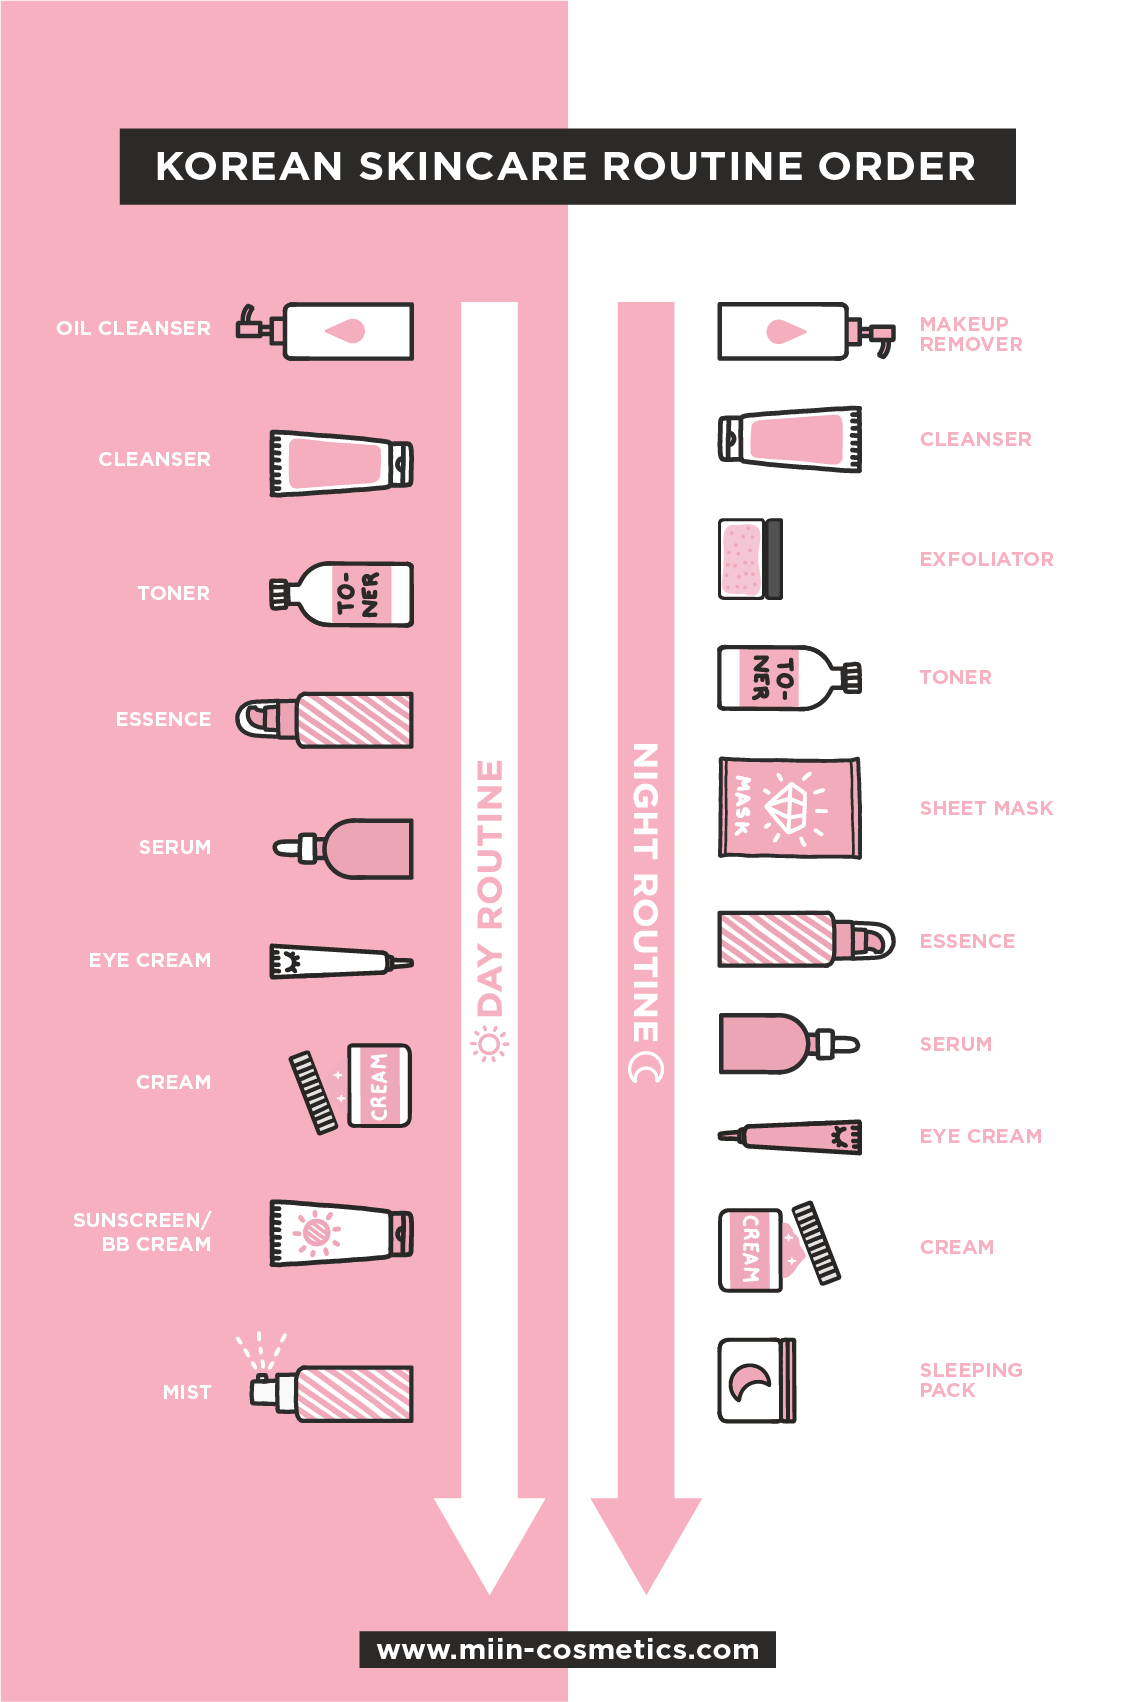 KOREAN SKINCARE ROUTINE ORDER
OIL CLEANSER
CLEANSER
TO-
NER
TONER
ESSENCE
SERUM
EYE CREAM
CREAM
CREAM
SUNSCREEN/
BB CREAM
MIST
DAY ROUTINE
NIGHT ROUTINE
MAKEUP
REMOVER
CLEANSER
EXFOLIATOR
TO-
NER
TONER
MASK
SHEET MASK
ESSENCE
SERUM
EYE CREAM
CREAM
CREAM
SLEEPING
PACK
www.miin-cosmetics.com